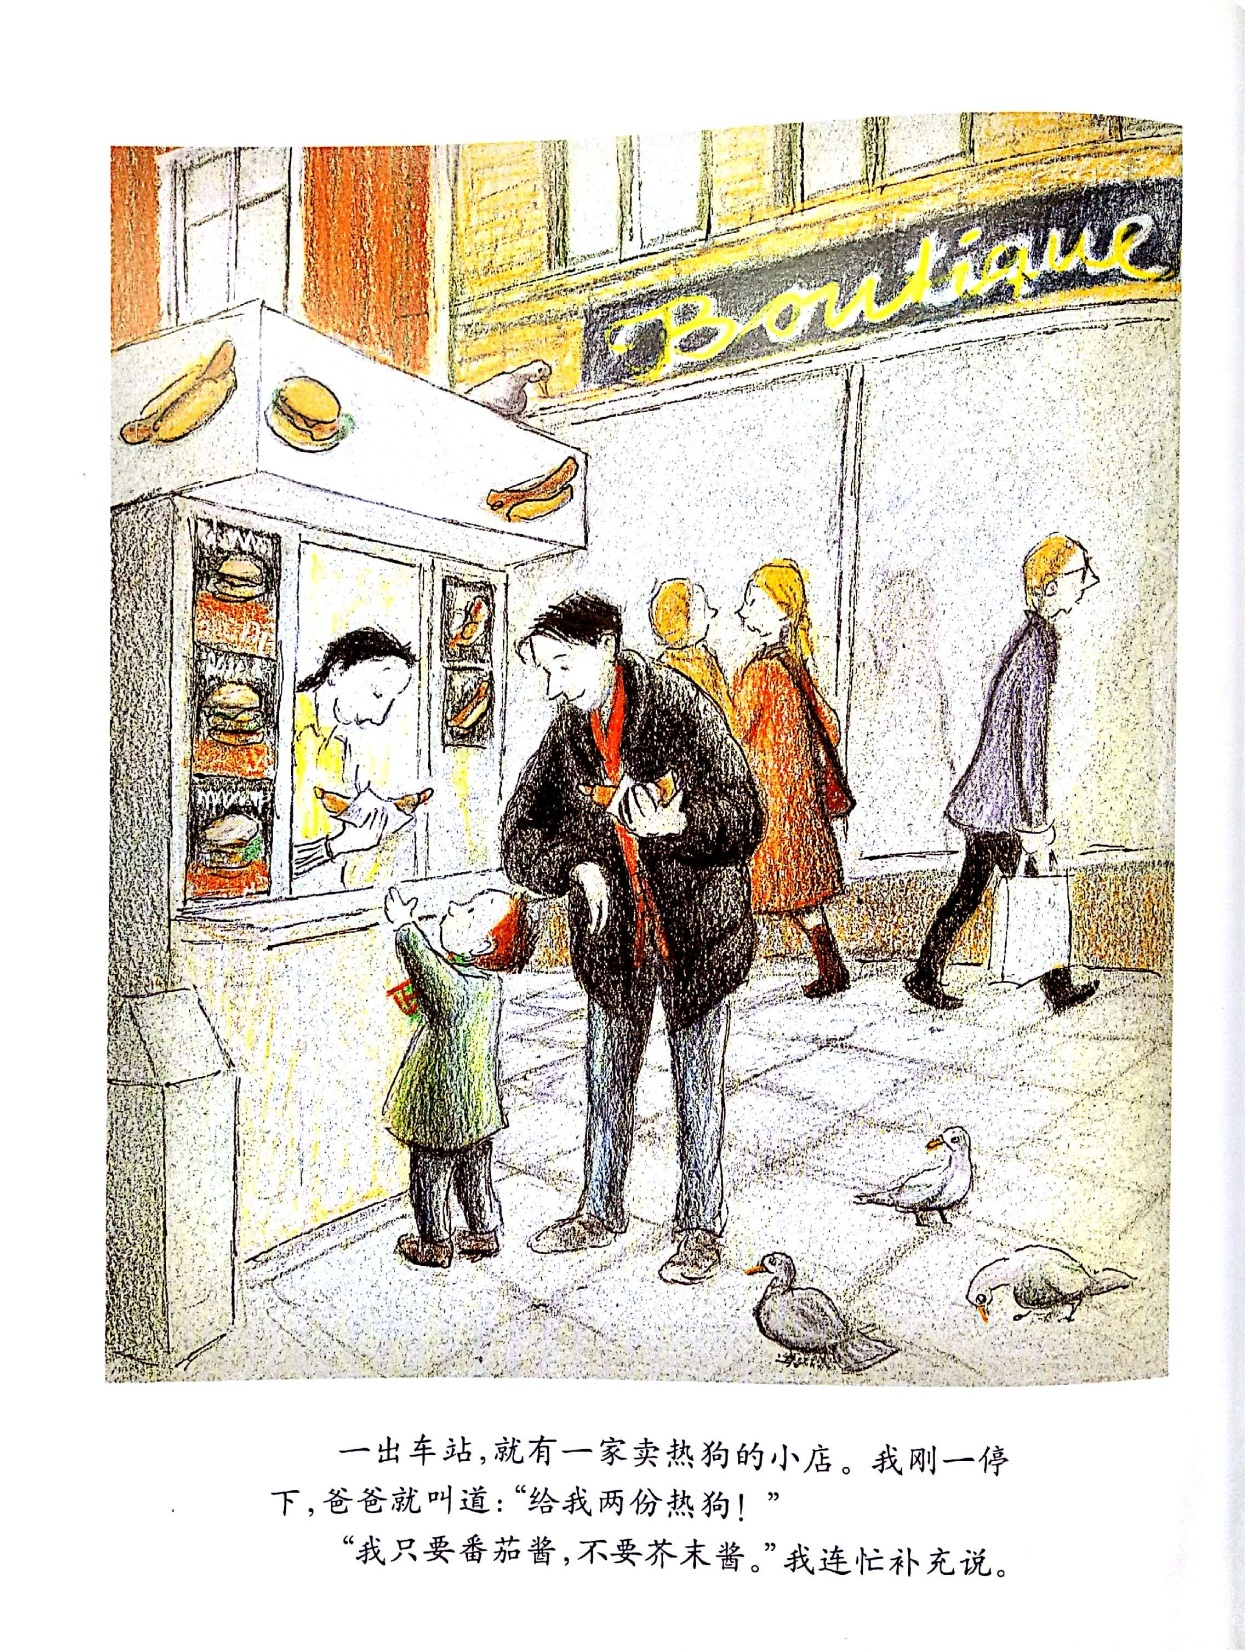 Boutique
一出车站，就有一家卖热狗的小店。我刚一停
下，爸爸就叫道：“给我两份热狗！”
“我只要番茄酱，不要芥末酱。”我连忙补充说。